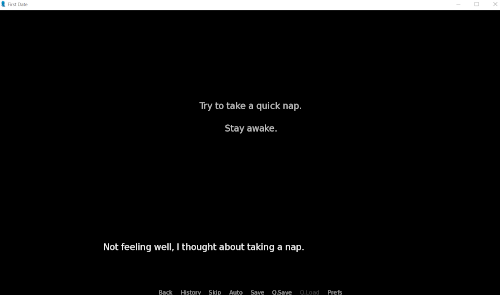 First Date
Try to take a quick nap.
Stay awake.
Not feeling well, I thought about taking a nap.
Back History Skip Auto Save Q.Save Q.Load Prefs